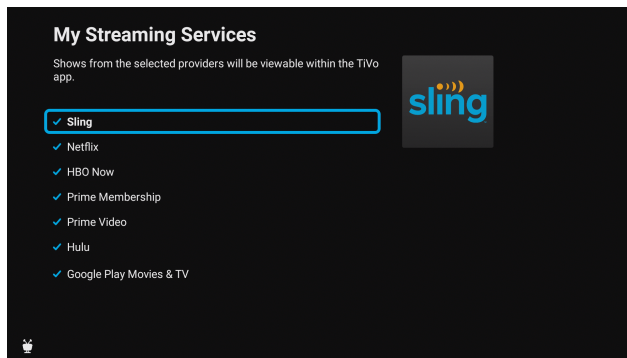 My Streaming Services
Shows from the selected providers will be viewable within the TiVo
app.
Sling
sling
Netflix
HBO Now
Prime Membership
Prime Video
Hulu
Google Play Movies & TV